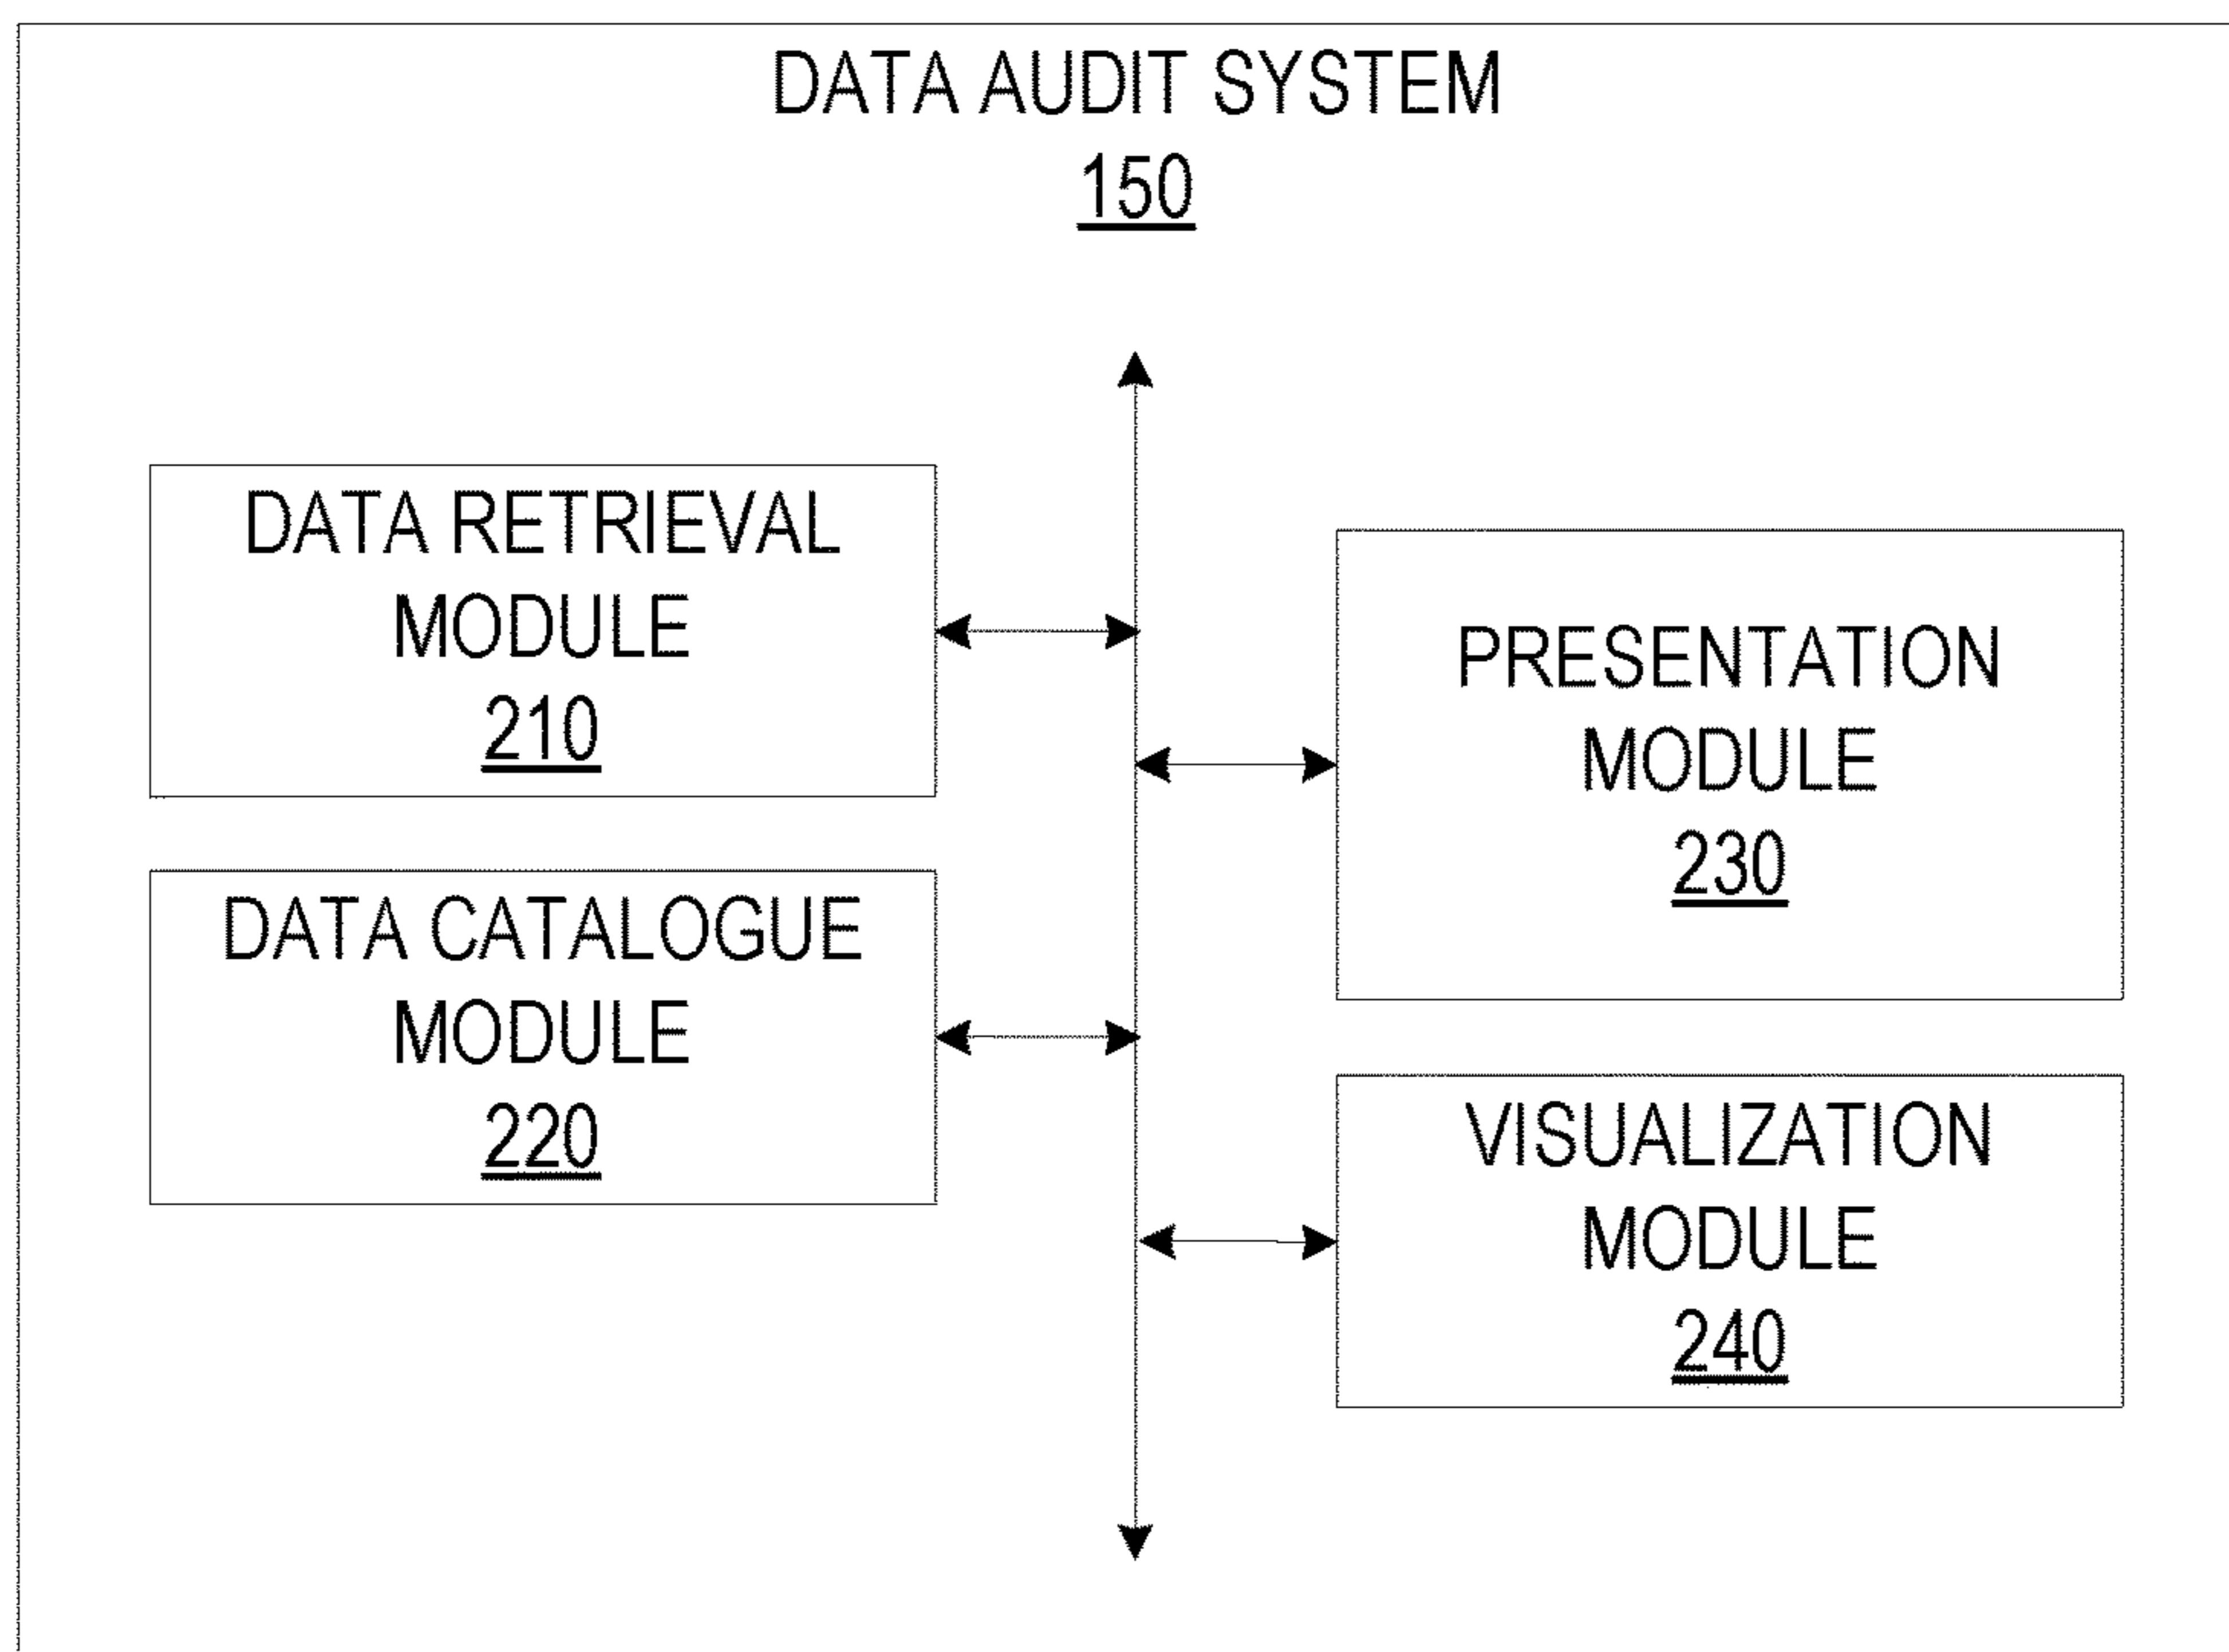 DATA AUDIT SYSTEM
150
DATA RETRIEVAL
MODULE
210
DATA CATALOGUE
MODULE
220
PRESENTATION
MODULE
230
VISUALIZATION
MODULE
240